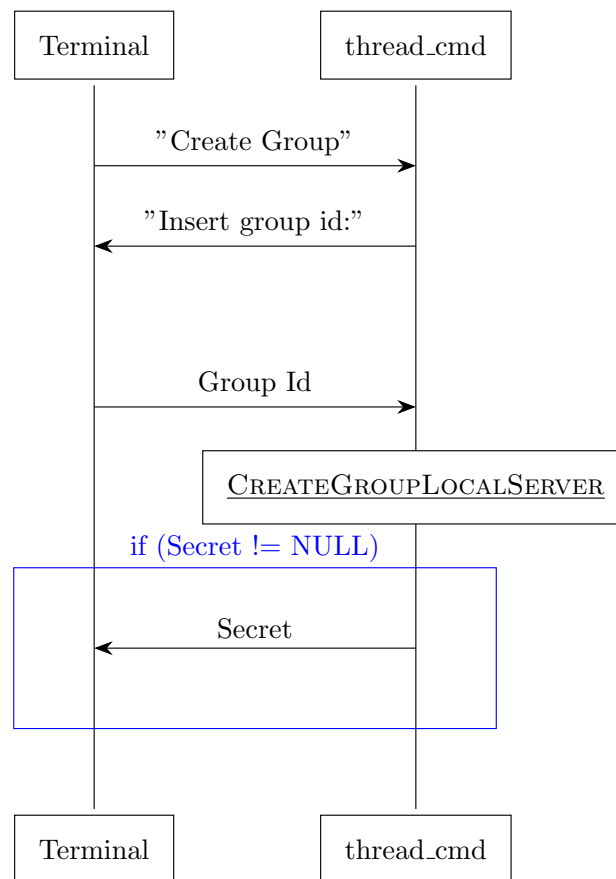 Terminal
thread_cmd
”Create Group”
”Insert group id:”
Group Id
CreateGroupLocalServer
if (Secret != NULL)
Secret
Terminal
thread_cmd